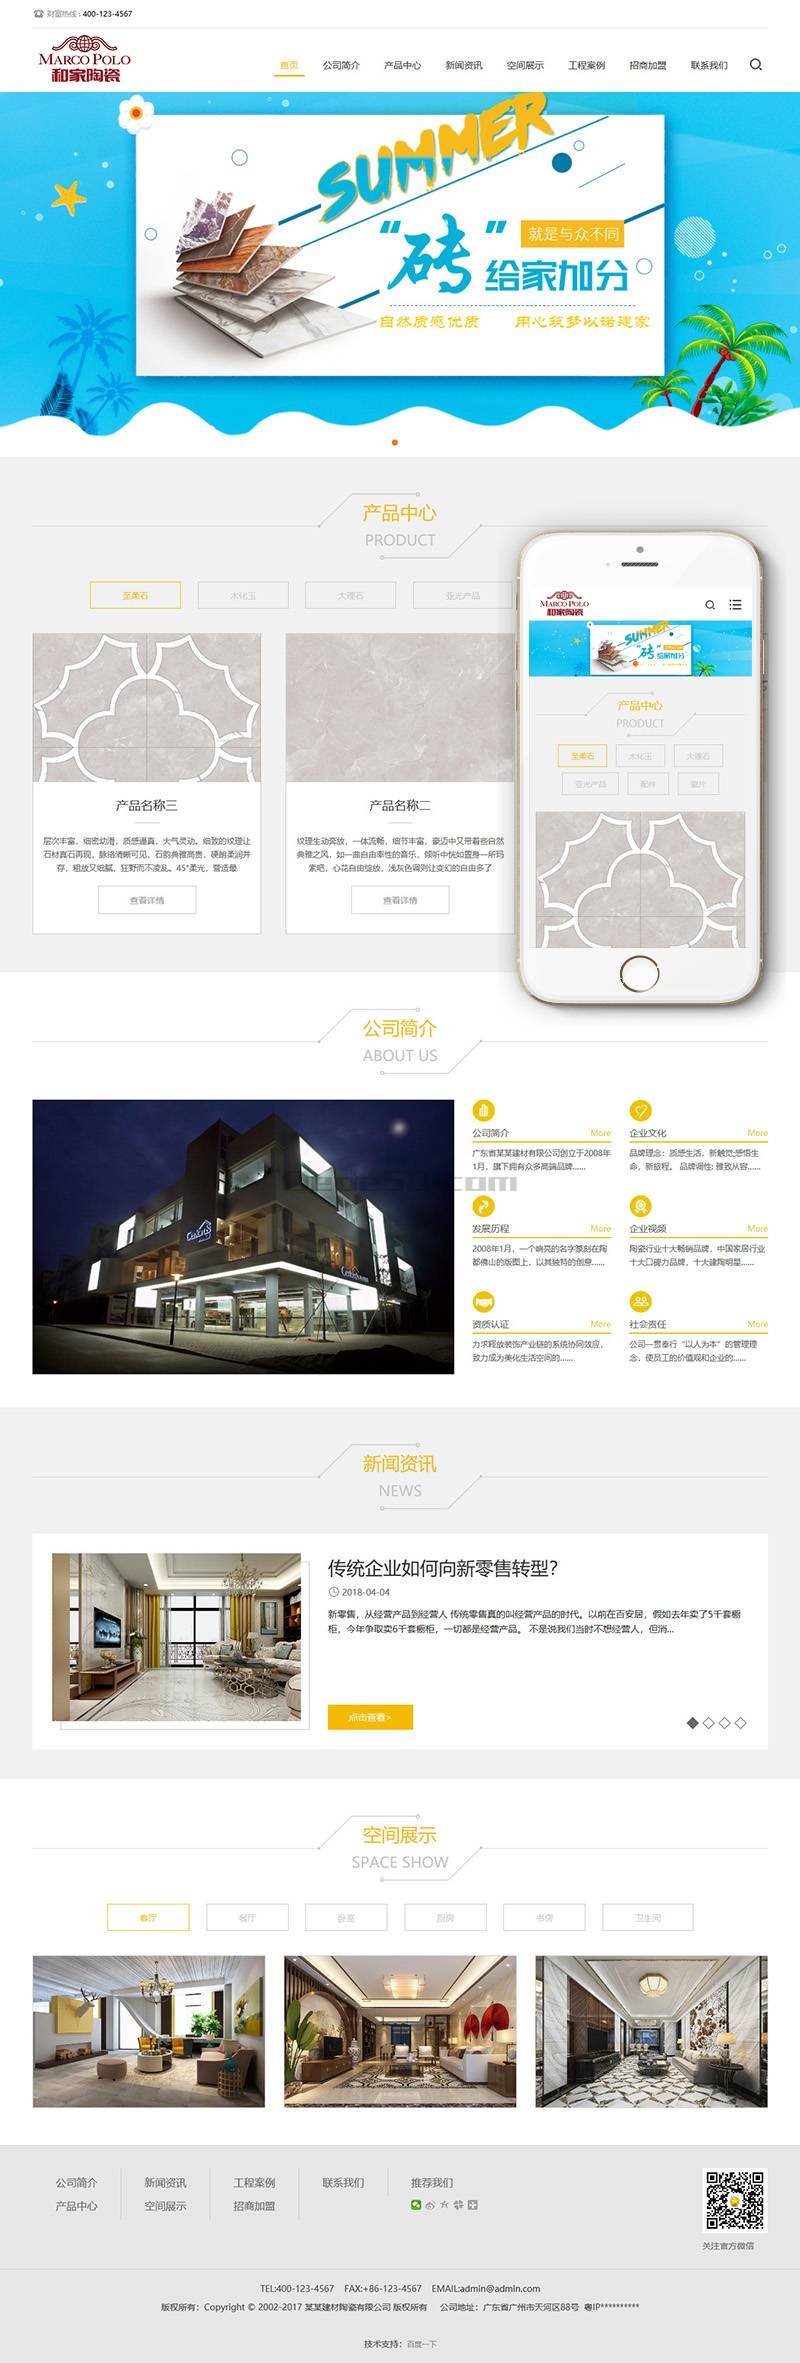 财富热线：400-123-4567
MARCO POLO
和家陶瓷
首页 公司简介 产品中心 新闻资讯 空间展示 工程案例 招商加盟 联系我们
SUMMER
“砖”
就是与众不同
给家加分
自然质感优质 用心筑梦以诺建家
产品中心
PRODUCT
至柔石 木化玉 大理石 亚光产品
产品名称三
层次丰富，细密幼滑，质感逼真，大气灵动。细致的纹理让
石材真石再现，脉络清晰可见，石韵典雅高贵，硬朗柔润并
存，粗放又细腻，狂野而不凌乱。45°柔光，营造最
查看详情
产品名称二
纹理生动奔放，一体流畅，细节丰富，豪迈中又带着些自然
典雅之风，如一曲自由率性的音乐，倾听中恍如置身一所玛
索吧，心花自由绽放，浅灰色调则让变幻的自由多了
查看详情
MARCO POLO
和家陶瓷
SUMMER
“砖”
给家加分
产品中心
PRODUCT
至柔石 木化玉 大理石
亚光产品 配件 瓷片
公司简介
ABOUT US
公司简介 More
广东省某某建材有限公司创立于2008年
1月，旗下拥有众多高端品牌......
企业文化 More
品牌理念：质感生活，新触觉;感悟生
命，新旅程。 品牌调性: 雅致从容......
发展历程 More
2008年1月，一个响亮的名字篆刻在陶
都佛山的版图上，以其独特的创意......
企业视频 More
陶瓷行业十大畅销品牌，中国家居行业
十大口碑力品牌，十大建陶明星......
资质认证 More
力求释放装饰产业链的系统协同效应，
致力成为美化生活空间的......
社会责任 More
公司一贯奉行“以人为本”的管理理
念，使员工的价值观和企业的......
新闻资讯
NEWS
传统企业如何向新零售转型？
2018-04-04
新零售，从经营产品到经营人 传统零售真的叫经营产品的时代。以前在百安居，假如去年卖了5千套橱
柜，今年争取卖6千套橱柜，一切都是经营产品。 不是说我们当时不想经营人，但消...
点击查看>
空间展示
SPACE SHOW
客厅 餐厅 卧室 厨房 书房 卫生间
公司简介 新闻资讯 工程案例 联系我们 推荐我们
产品中心 空间展示 招商加盟
关注官方微信
TEL:400-123-4567 FAX:+86-123-4567 EMAIL:admin@admin.com
版权所有：Copyright © 2002-2017 某某建材陶瓷有限公司 版权所有 公司地址：广东省广州市天河区88号 粤IP**********
技术支持：百度一下